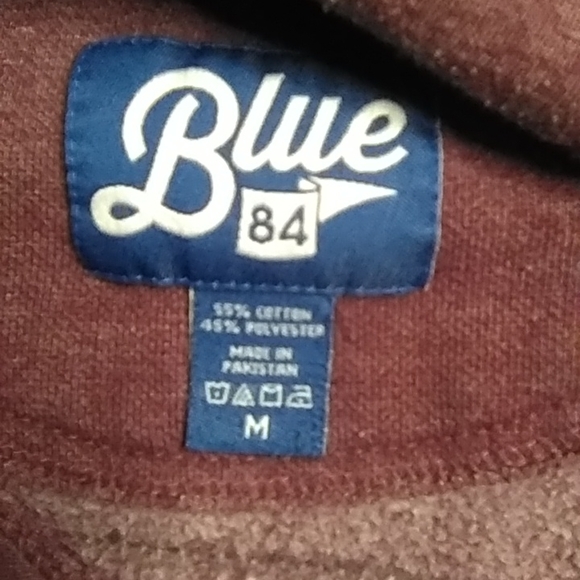 Blue
84
55% COTTON
45% POLYESTER
MADE IN
PAKISTAN
M